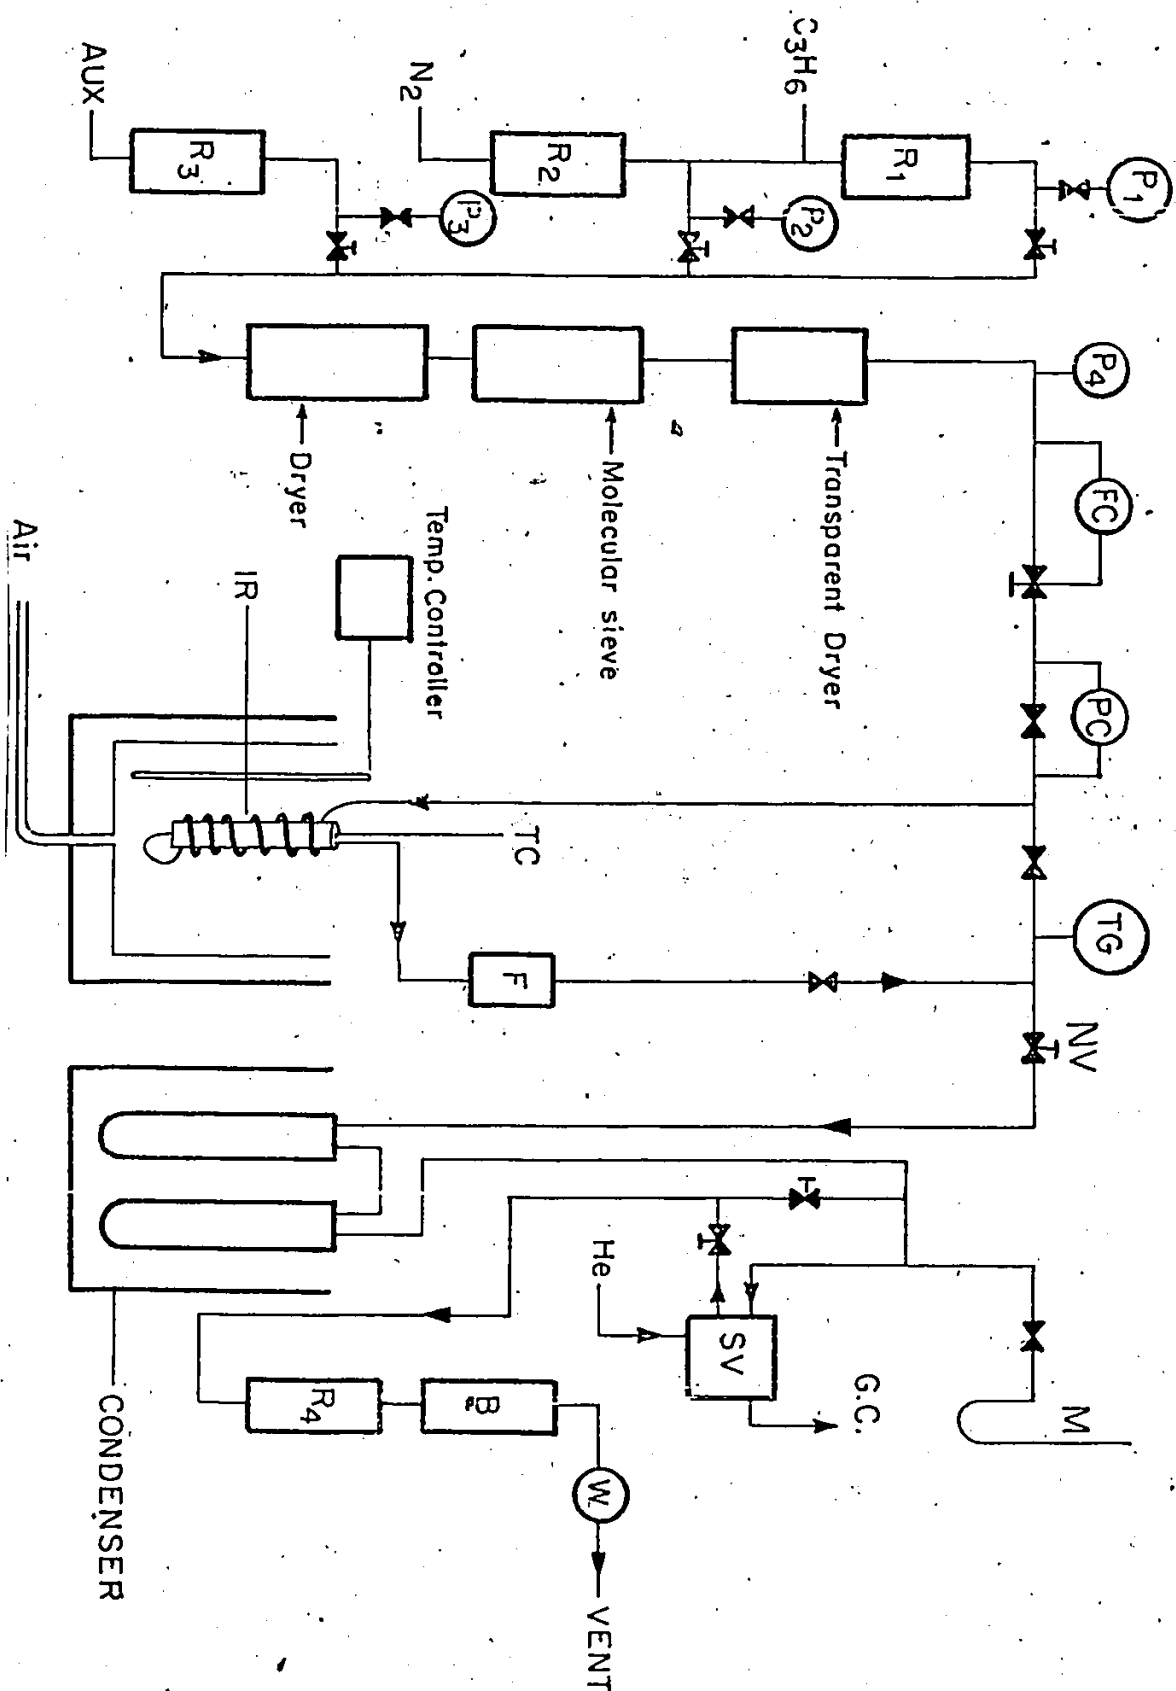 P1
P4
FC
PC
TG
NV
M
C3H6
R1
P2
N2
R2
P3
AUX
R3
Transparent Dryer
Molecular sieve
Dryer
Temp. Controller
TC
IR
Air
F
He
SV
G.C.
R4
B
W
VENT
CONDENSER